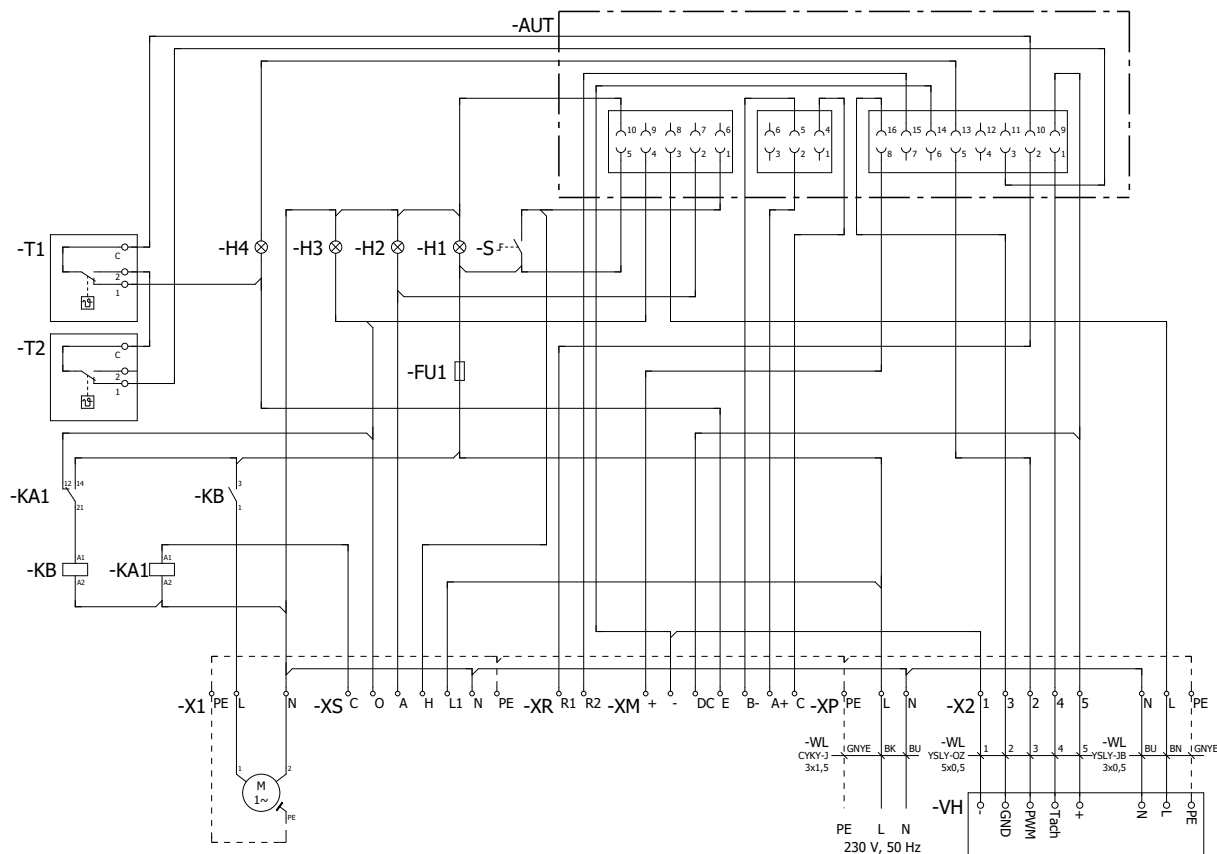 -AUT
10 9 8 7 6
5 4 3 2 1
6 5 4
3 2 1
16 15 14 13 12 11 10 9
8 7 6 5 4 3 2 1
-T1
C
2
1
-H4
-H3
-H2
-H1
-S
-T2
C
2
1
-FU1
-KA1
12 14
21
-KB
3
1
-KB
A1
A2
-KA1
A1
A2
-X1 PE L N
-XS C O A H L1 N PE
-XR R1 R2
-XM + - DC E B- A+ C
-XP PE L N
-X2 1 3 2 4 5 N L PE
-WL
CYKY-J
3x1,5
GNYE BK BU
-WL
YSLY-OZ
5x0,5
1 2 3 4 5
-WL
YSLY-JB
3x0,5
BU BN GNYE
1 2
M
1~
PE
-VH
- GND PWM Tach + N L PE
PE L N
230 V, 50 Hz